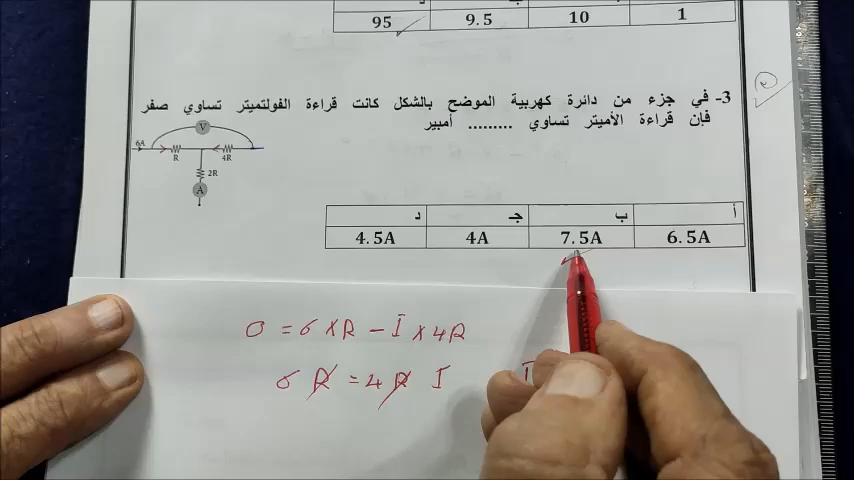 د
95 9.5 10 1
3- في جزء من دائرة كهربية الموضح بالشكل كانت قراءة الفولتميتر تساوي صفر
فإن قراءة الأميتر تساوي ......... أمبير
V
6A
R 4R
2R
A
أ ب جـ د
6.5A 7.5A 4A 4.5A
0 = 6 x R - I x 4R
6 R = 4 R I
I